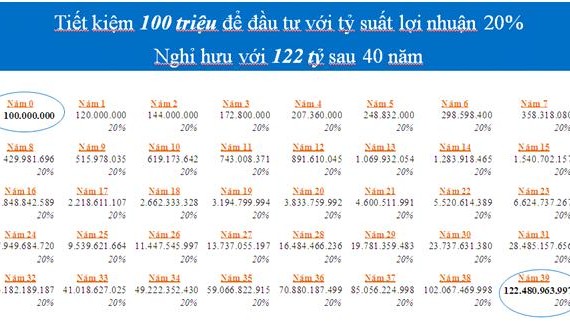 Tiết kiệm 100 triệu để đầu tư với tỷ suất lợi nhuận 20%
Nghỉ hưu với 122 tỷ sau 40 năm
Năm 0 Năm 1 Năm 2 Năm 3 Năm 4 Năm 5 Năm 6 Năm 7
100.000.000 120.000.000 144.000.000 172.800.000 207.360.000 248.832.000 298.598.400 358.318.080
20% 20% 20% 20% 20% 20% 20%
Năm 8 Năm 9 Năm 10 Năm 11 Năm 12 Năm 13 Năm 14 Năm 15
429.981.696 515.978.035 619.173.642 743.008.371 891.610.045 1.069.932.054 1.283.918.465 1.540.702.157
20% 20% 20% 20% 20% 20% 20% 20%
Năm 16 Năm 17 Năm 18 Năm 19 Năm 20 Năm 21 Năm 22 Năm 23
.848.842.589 2.218.611.107 2.662.333.328 3.194.799.994 3.833.759.992 4.600.511.991 5.520.614.389 6.624.737.267
20% 20% 20% 20% 20% 20% 20% 20%
Năm 24 Năm 25 Năm 26 Năm 27 Năm 28 Năm 29 Năm 30 Năm 31
.949.684.720 9.539.621.664 11.447.545.997 13.737.055.197 16.484.466.236 19.781.359.483 23.737.631.380 28.485.157.656
20% 20% 20% 20% 20% 20% 20% 20%
Năm 32 Năm 33 Năm 34 Năm 35 Năm 36 Năm 37 Năm 38 Năm 39
.182.189.187 41.018.627.025 49.222.352.430 59.066.822.915 70.880.187.499 85.056.224.998 102.067.469.998 122.480.963.997
20% 20% 20% 20% 20% 20% 20% 20%